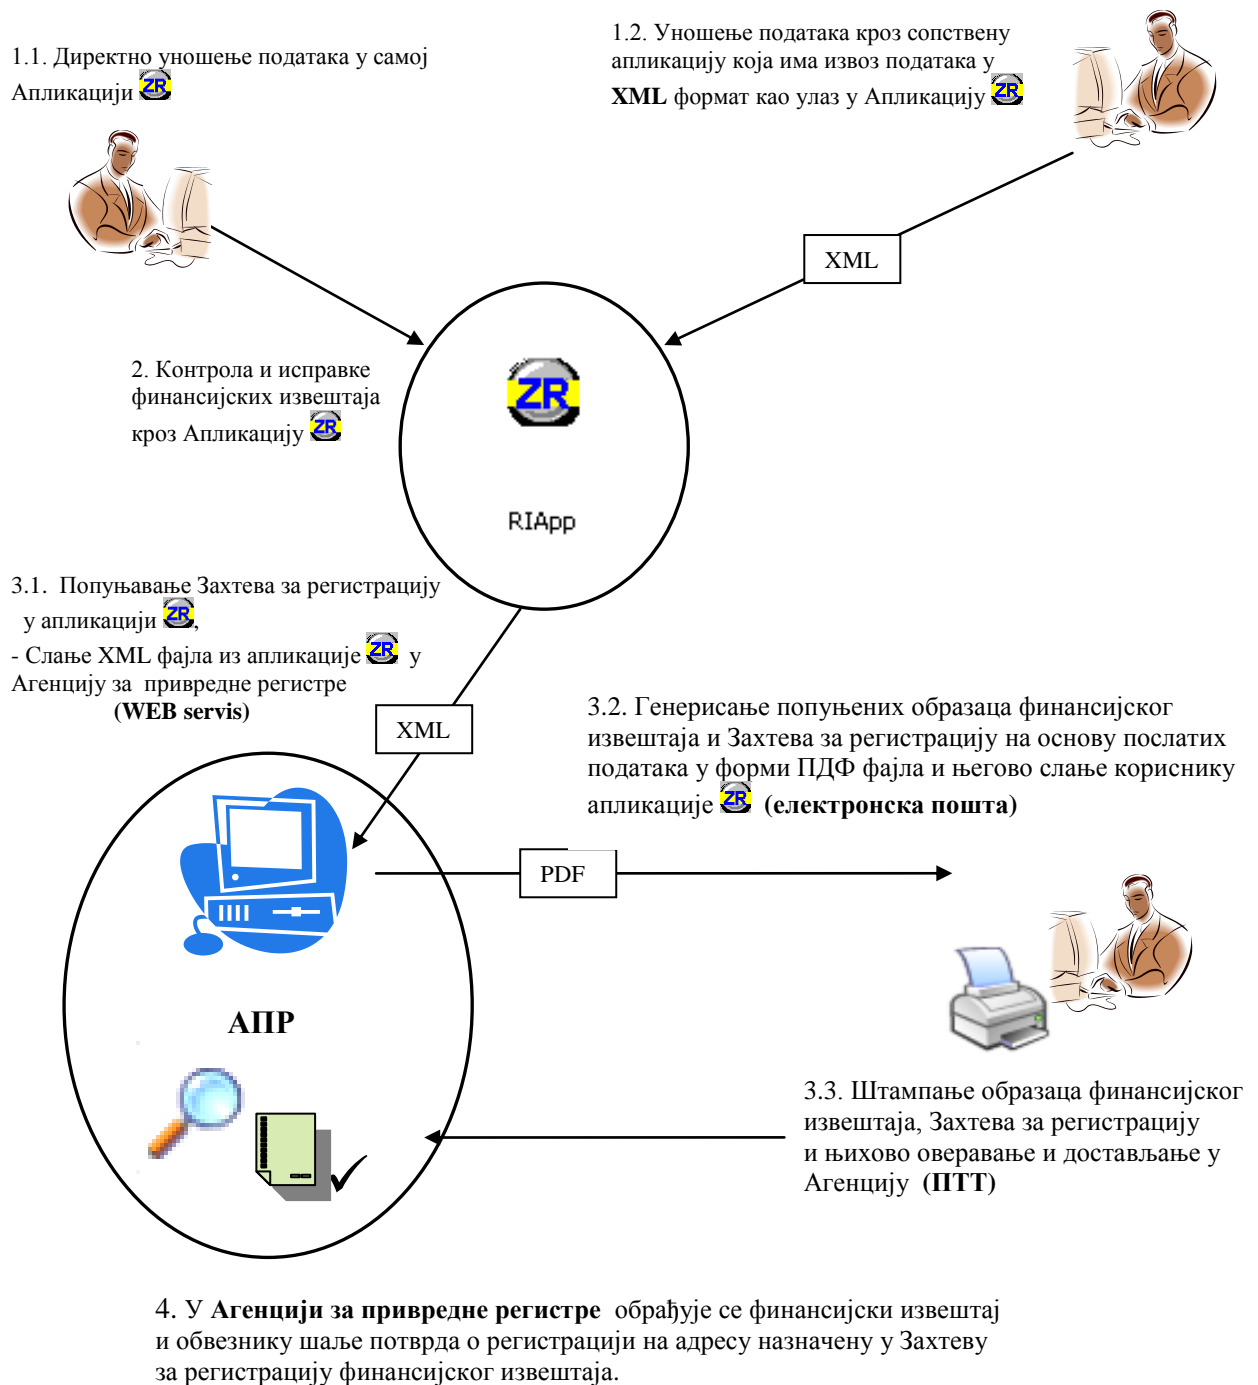 1.1. Директно уношење података у самој
Апликацији ZR
1.2. Уношење података кроз сопствену
апликацију која има извоз података у
XML формат као улаз у Апликацију ZR
XML
2. Контрола и исправке
финансијских извештаја
кроз Апликацију ZR
ZR
RIApp
3.1. Попуњавање Захтева за регистрацију
у апликацији ZR,
- Слање XML фајла из апликације ZR у
Агенцију за привредне регистре
(WEB servis)
XML
3.2. Генерисање попуњених образаца финансијског
извештаја и Захтева за регистрацију на основу послатих
података у форми ПДФ фајла и његово слање кориснику
апликације ZR (електронска пошта)
PDF
АПР
3.3. Штампање образаца финансијског
извештаја, Захтева за регистрацију
и њихово оверавање и достављање у
Агенцију (ПТТ)
4. У Агенцији за привредне регистре обрађује се финансијски извештај
и обвезнику шаље потврда о регистрацији на адресу назначену у Захтеву
за регистрацију финансијског извештаја.